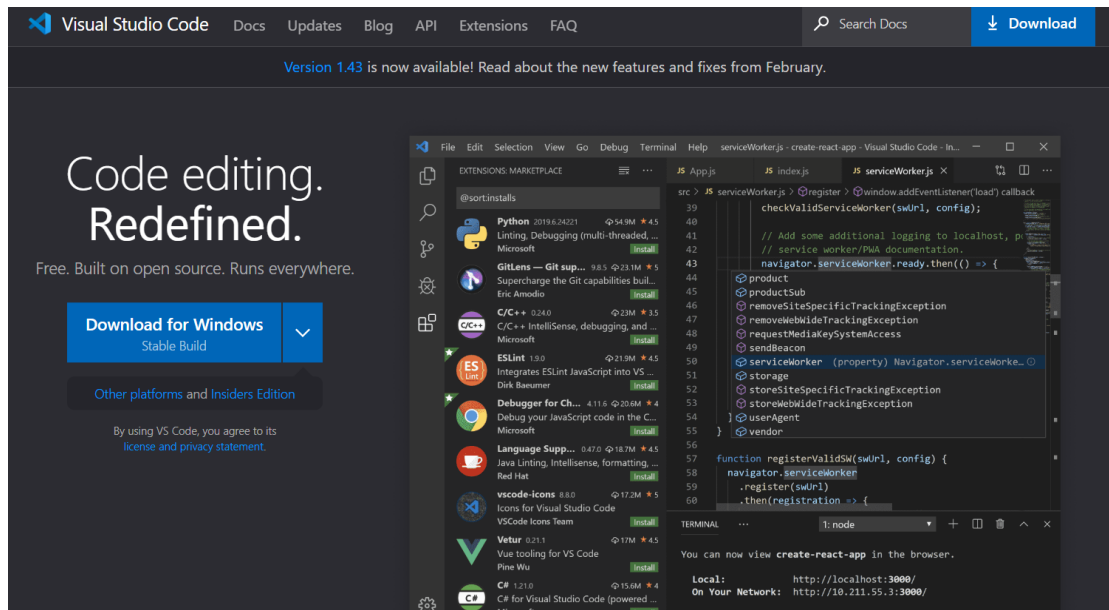 Visual Studio Code Docs Updates Blog API Extensions FAQ Search Docs Download
Version 1.43 is now available! Read about the new features and fixes from February.
Code editing.
Redefined.
Free. Built on open source. Runs everywhere.
Download for Windows
Stable Build
Other platforms and Insiders Edition
By using VS Code, you agree to its
license and privacy statement.
File Edit Selection View Go Debug Terminal Help serviceWorker.js - create-react-app - Visual Studio Code - In...
EXTENSIONS: MARKETPLACE
@sort:installs
Python 2019.6.24221 54.9M 4.5
Linting, Debugging (multi-threaded, ...
Microsoft Install
GitLens — Git sup... 9.8.5 23.1M 5
Supercharge the Git capabilities buil...
Eric Amodio Install
C/C++ 0.24.0 23M 3.5
C/C++ IntelliSense, debugging, and ...
Microsoft Install
ESLint 1.9.0 21.9M 4.5
Integrates ESLint JavaScript into VS ...
Dirk Baeumer Install
Debugger for Ch... 4.11.6 20.6M 4
Debug your JavaScript code in the C...
Microsoft Install
Language Supp... 0.47.0 18.7M 4.5
Java Linting, Intellisense, formatting, ...
Red Hat Install
vscode-icons 8.8.0 17.2M 5
Icons for Visual Studio Code
VSCode Icons Team Install
Vetur 0.21.1 17M 4.5
Vue tooling for VS Code
Pine Wu Install
C# 1.21.0 15.6M 4
C# for Visual Studio Code (powered ...
C/C++
ES
Lint
C#
JS App.js JS index.js JS serviceWorker.js
src > JS serviceWorker.js > register > window.addEventListener('load') callback
39 checkValidServiceWorker(swUrl, config);
40
41 // Add some additional logging to localhost, p
42 // service worker/PWA documentation.
43 navigator.serviceWorker.ready.then(() => {
44 product
45 productSub
46 removeSiteSpecificTrackingException
47 removeWebWideTrackingException
48 requestMediaKeySystemAccess
49 sendBeacon
50 serviceWorker (property) Navigator.serviceWorke...
51 storage
52 storeSiteSpecificTrackingException
53 storeWebWideTrackingException
54 } userAgent
55 } vendor
56
57 function registerValidSW(swUrl, config) {
58 navigator.serviceWorker
59 .register(swUrl)
60 .then(registration => {
TERMINAL ... 1: node
You can now view create-react-app in the browser.
Local: http://localhost:3000/
On Your Network: http://10.211.55.3:3000/